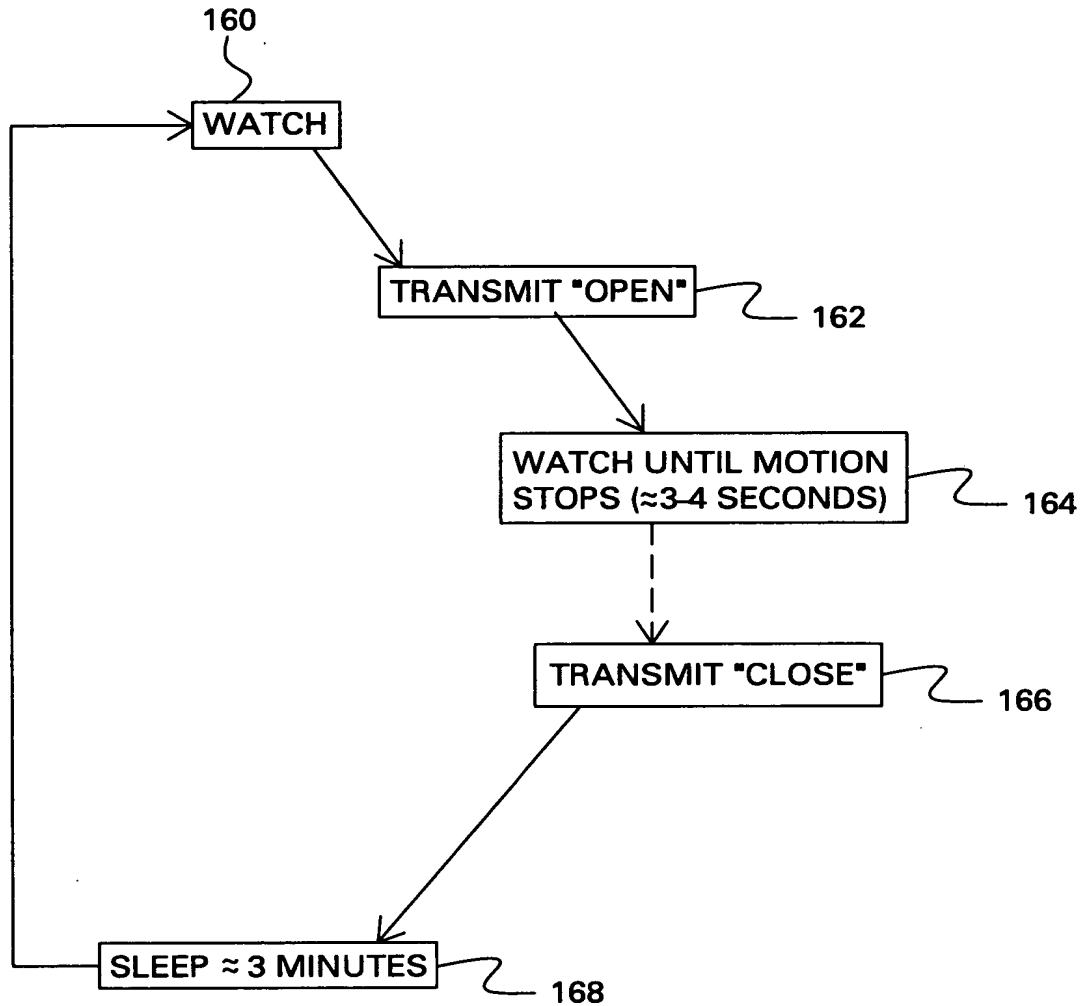 160
WATCH
TRANSMIT "OPEN"
162
WATCH UNTIL MOTION
STOPS (≈3-4 SECONDS)
164
TRANSMIT "CLOSE"
166
SLEEP ≈ 3 MINUTES
168